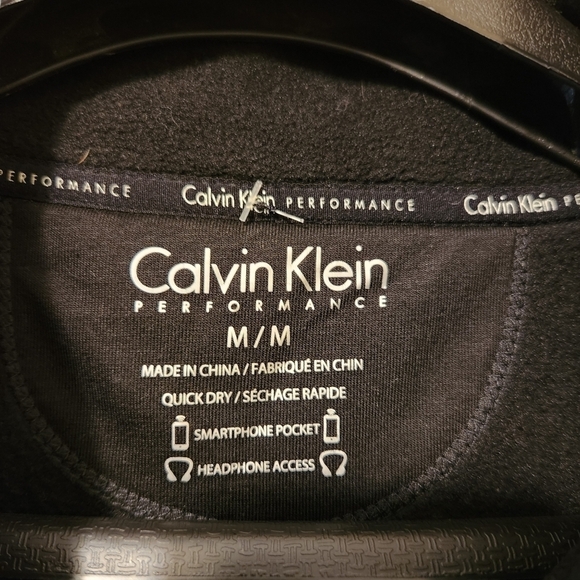 PERFORMANCE Calvin Klein PERFORMANCE Calvin Klein
Calvin Klein
PERFORMANCE
M/M
MADE IN CHINA / FABRIQUÉ EN CHIN
QUICK DRY / SÉCHAGE RAPIDE
SMARTPHONE POCKET
HEADPHONE ACCESS